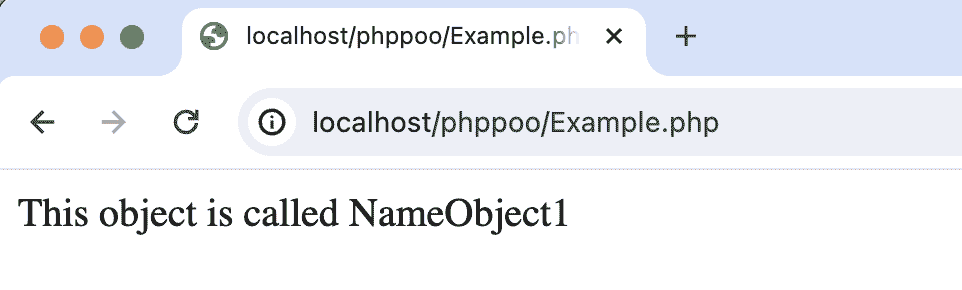 localhost/phppoo/Example.ph
localhost/phppoo/Example.php
This object is called NameObject1